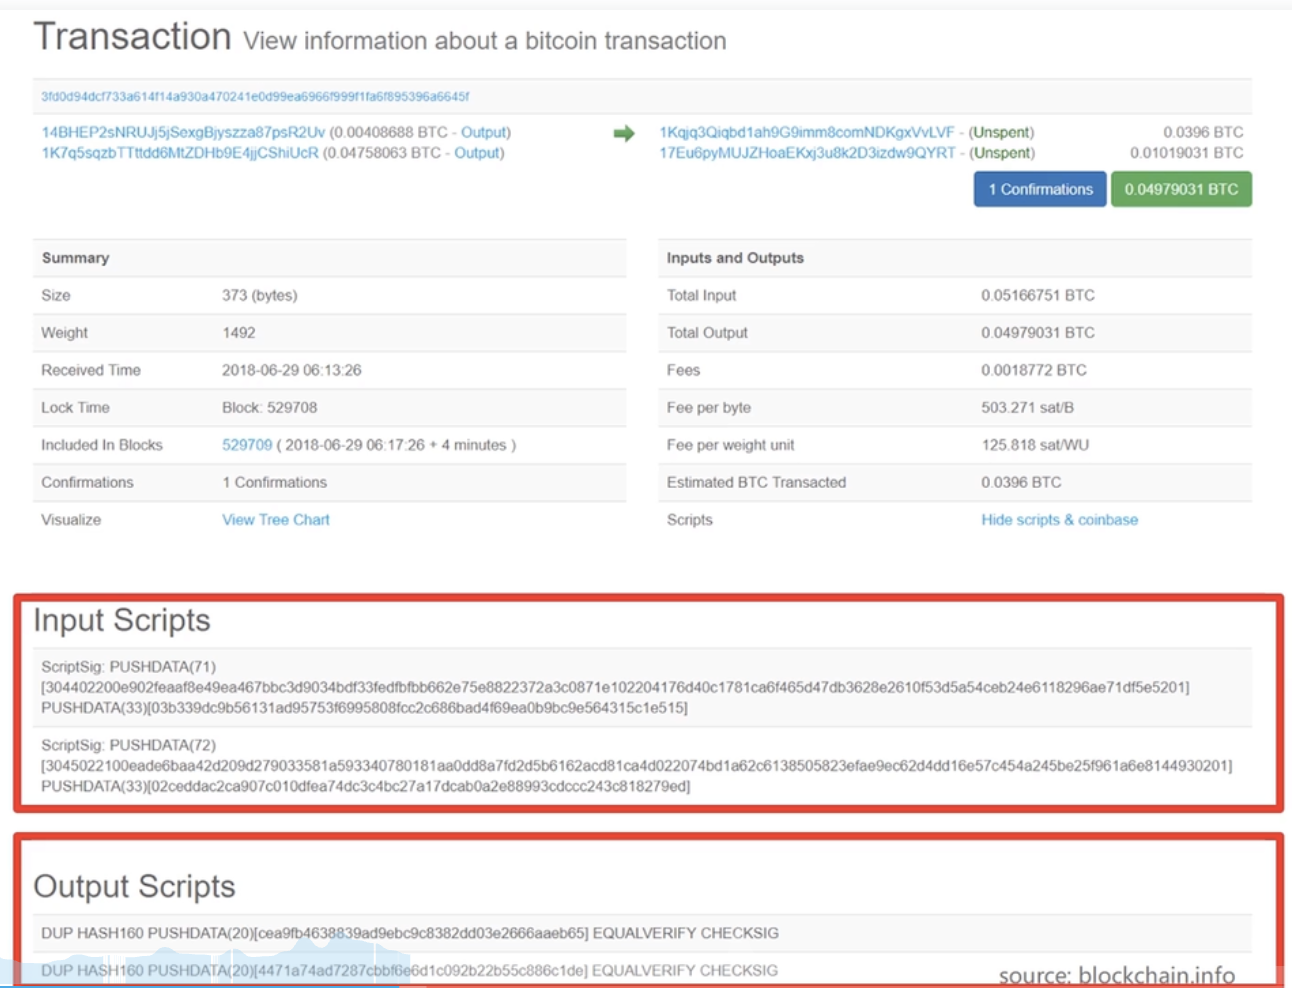 Transaction View information about a bitcoin transaction
3fd0d94dcf733a614f14a930a470241e0d99ea6966f999f1fa6f895396a6645f
14BHEP2sNRUJj5jSexgBjyszza87psR2Uv (0.00408688 BTC - Output)
1K7q5sqzbTTttdd6MtZDHb9E4jjCShiUcR (0.04758063 BTC - Output)
1Kqjq3Qiqbd1ah9G9imm8comNDKgxVvLVF - (Unspent) 0.0396 BTC
17Eu6pyMUJZHoaEKxj3u8k2D3izdw9QYRT - (Unspent) 0.01019031 BTC
1 Confirmations 0.04979031 BTC
Summary
Size 373 (bytes)
Weight 1492
Received Time 2018-06-29 06:13:26
Lock Time Block: 529708
Included In Blocks 529709 ( 2018-06-29 06:17:26 + 4 minutes )
Confirmations 1 Confirmations
Visualize View Tree Chart
Inputs and Outputs
Total Input 0.05166751 BTC
Total Output 0.04979031 BTC
Fees 0.0018772 BTC
Fee per byte 503.271 sat/B
Fee per weight unit 125.818 sat/WU
Estimated BTC Transacted 0.0396 BTC
Scripts Hide scripts & coinbase
Input Scripts
ScriptSig: PUSHDATA(71)
[304402200e902feaaf8e49ea467bbc3d9034bdf33fedfbfbb662e75e8822372a3c0871e102204176d40c1781ca6f465d47db3628e2610f53d5a54ceb24e6118296ae71df5e5201]
PUSHDATA(33)[03b339dc9b56131ad95753f6995808fcc2c686bad4f69ea0b9bc9e564315c1e515]
ScriptSig: PUSHDATA(72)
[3045022100eade6baa42d209d279033581a593340780181aa0dd8a7fd2d5b6162acd81ca4d022074bd1a62c6138505823efae9ec62d4dd16e57c454a245be25f961a6e8144930201]
PUSHDATA(33)[02ceddac2ca907c010dfea74dc3c4bc27a17dcab0a2e88993cdccc243c818279ed]
Output Scripts
DUP HASH160 PUSHDATA(20)[cea9fb4638839ad9ebc9c8382dd03e2666aaeb65] EQUALVERIFY CHECKSIG
DUP HASH160 PUSHDATA(20)[4471a74ad7287cbbf6e6d1c092b22b55c886c1de] EQUALVERIFY CHECKSIG
source: blockchain.info